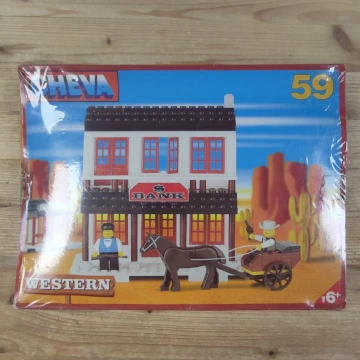 CHEVA
59
$
BANK
WESTERN
6+